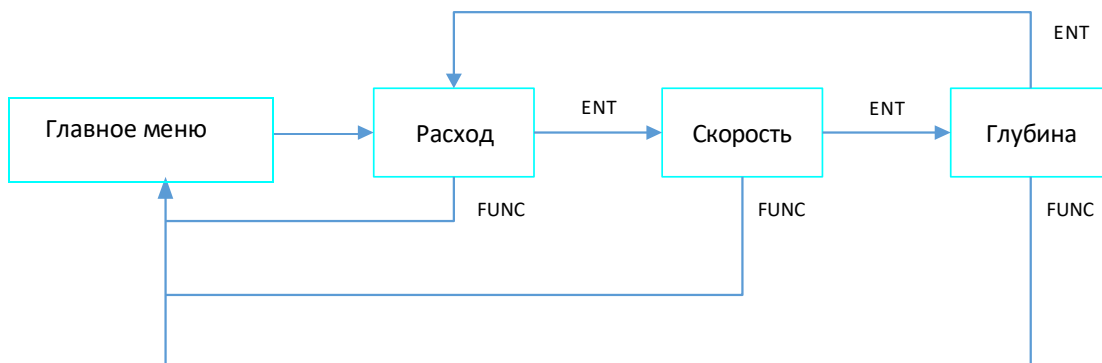 ENT
Главное меню
Расход
ENT
Скорость
ENT
Глубина
FUNC
FUNC
FUNC